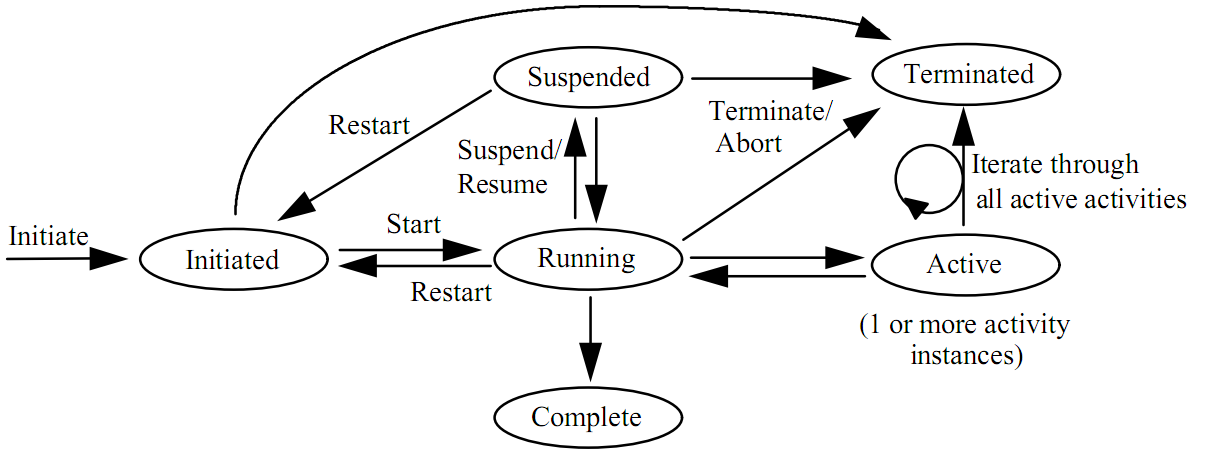 Suspended
Terminated
Restart
Terminate/
Abort
Suspend/
Resume
Iterate through
all active activities
Initiate
Start
Initiated
Running
Active
Restart
(1 or more activity
instances)
Complete